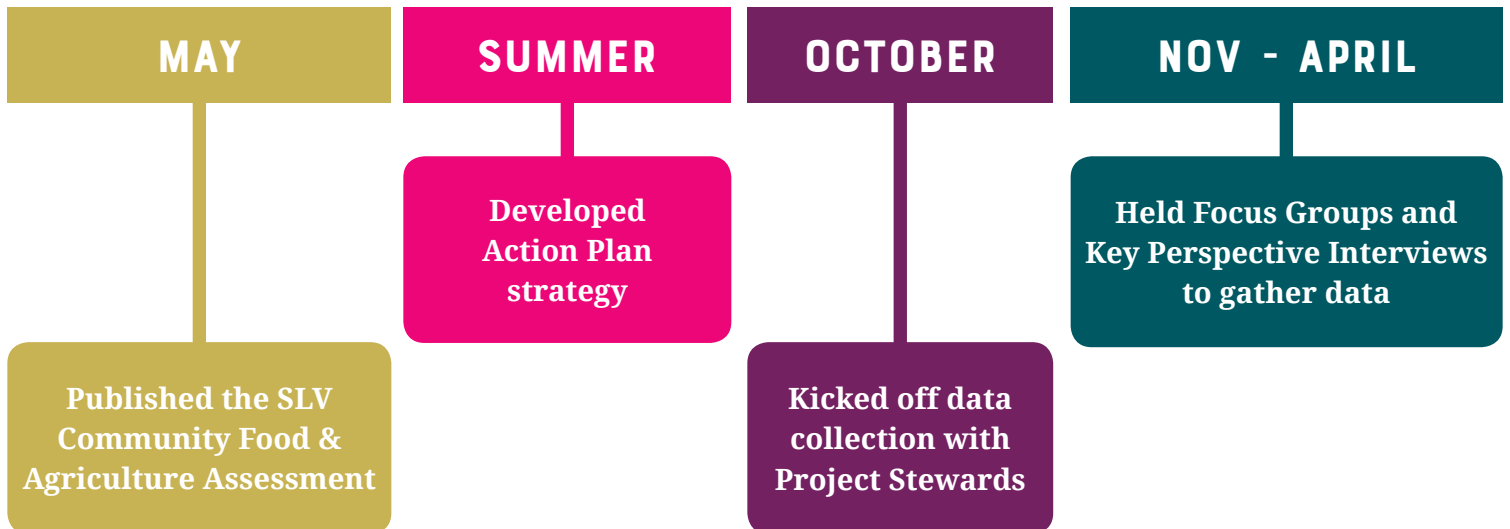 MAY
Published the SLV
Community Food &
Agriculture Assessment
SUMMER
Developed
Action Plan
strategy
OCTOBER
Kicked off data
collection with
Project Stewards
NOV - APRIL
Held Focus Groups and
Key Perspective Interviews
to gather data